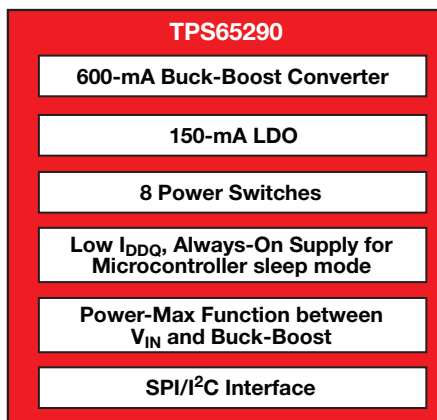 TPS65290
600-mA Buck-Boost Converter
150-mA LDO
8 Power Switches
Low IDDQ, Always-On Supply for
Microcontroller sleep mode
Power-Max Function between
VIN and Buck-Boost
SPI/I²C Interface